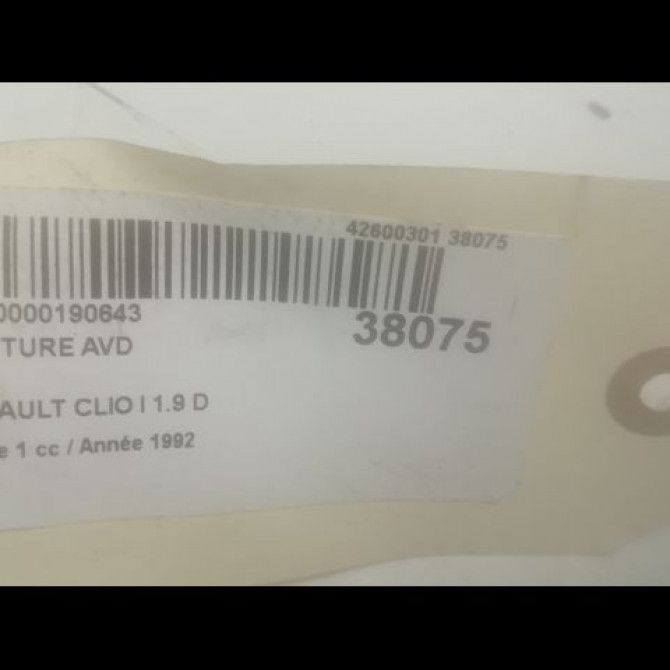 42600301 38075
0000190643
38075
TURE AVD
AULT CLIO I 1.9 D
e 1 cc / Année 1992